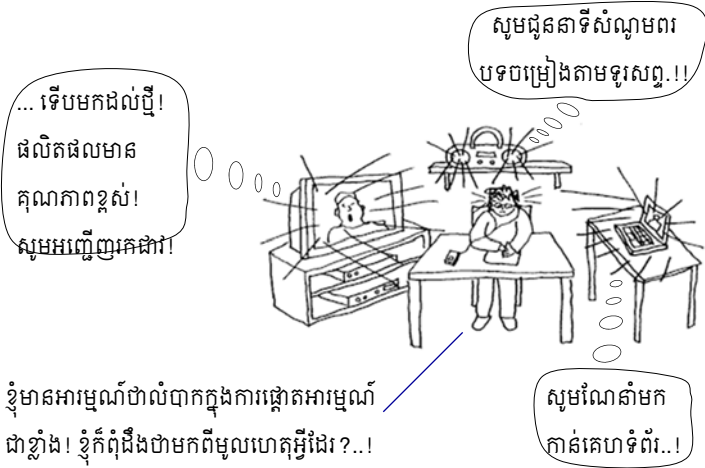 សូមជូននាទីសំណូមពរ
បទចម្រៀងតាមទូរសព្ទ.!!
... ទើបមកដល់ថ្មី!
ផលិតផលមាន
គុណភាពខ្ពស់!
សូមអញ្ជើញរកជាវ!
ខ្ញុំមានអារម្មណ៍ថាលំបាកក្នុងការផ្ដោតអារម្មណ៍
ជាខ្លាំង! ខ្ញុំក៏ពុំដឹងថាមកពីមូលហេតុអ្វីដែរ?..!
សូមណែនាំមក
កាន់គេហទំព័រ..!